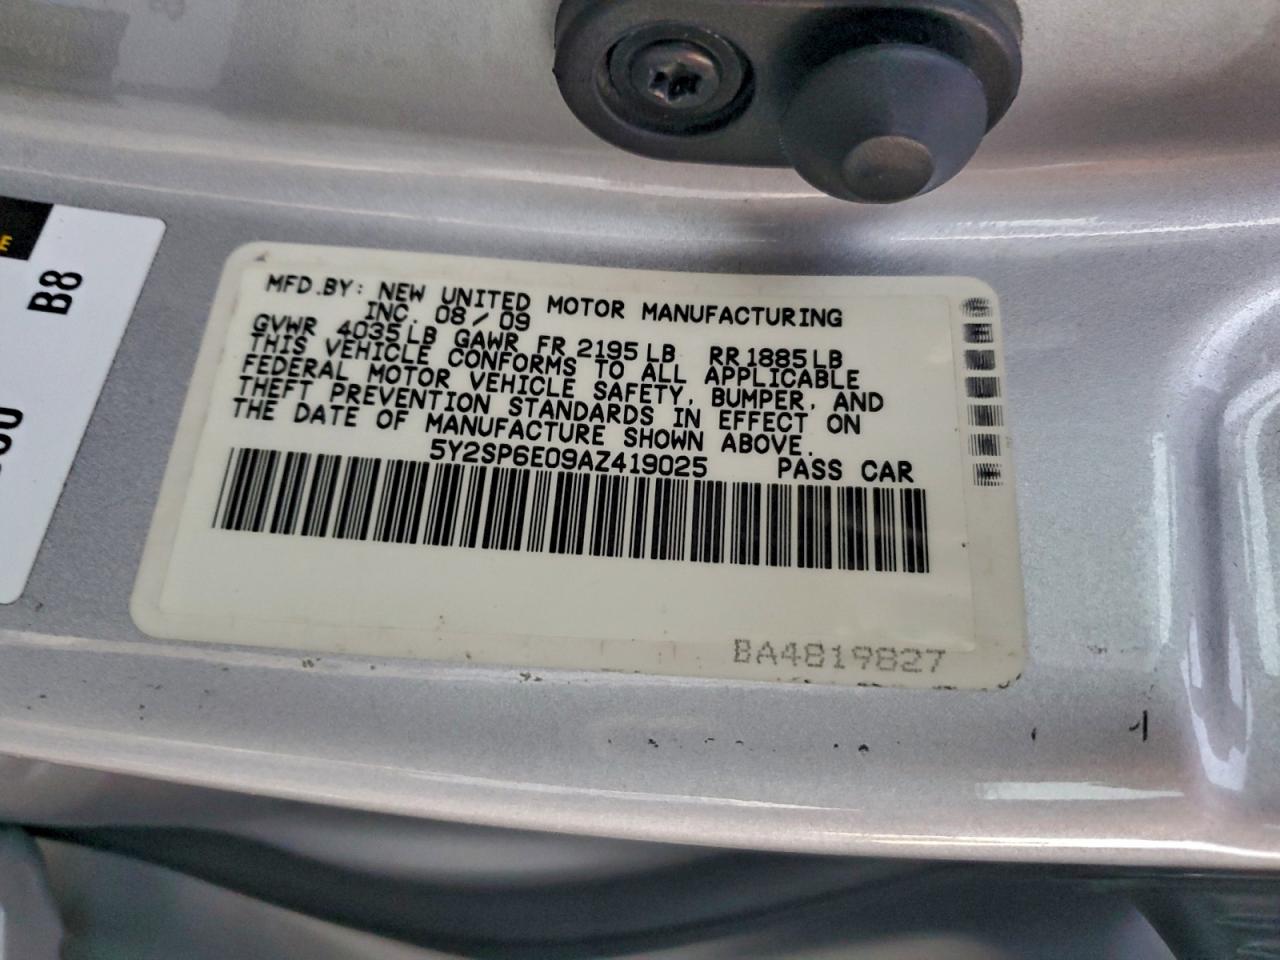 E
B8
MFD.BY: NEW UNITED MOTOR MANUFACTURING
INC. 08/09
GVWR 4035LB GAWR FR 2195LB RR1885LB
THIS VEHICLE CONFORMS TO ALL APPLICABLE
FEDERAL MOTOR VEHICLE SAFETY, BUMPER, AND
THEFT PREVENTION STANDARDS IN EFFECT ON
THE DATE OF MANUFACTURE SHOWN ABOVE.
5Y2SP6E09AZ419025 PASS CAR
BA4819827